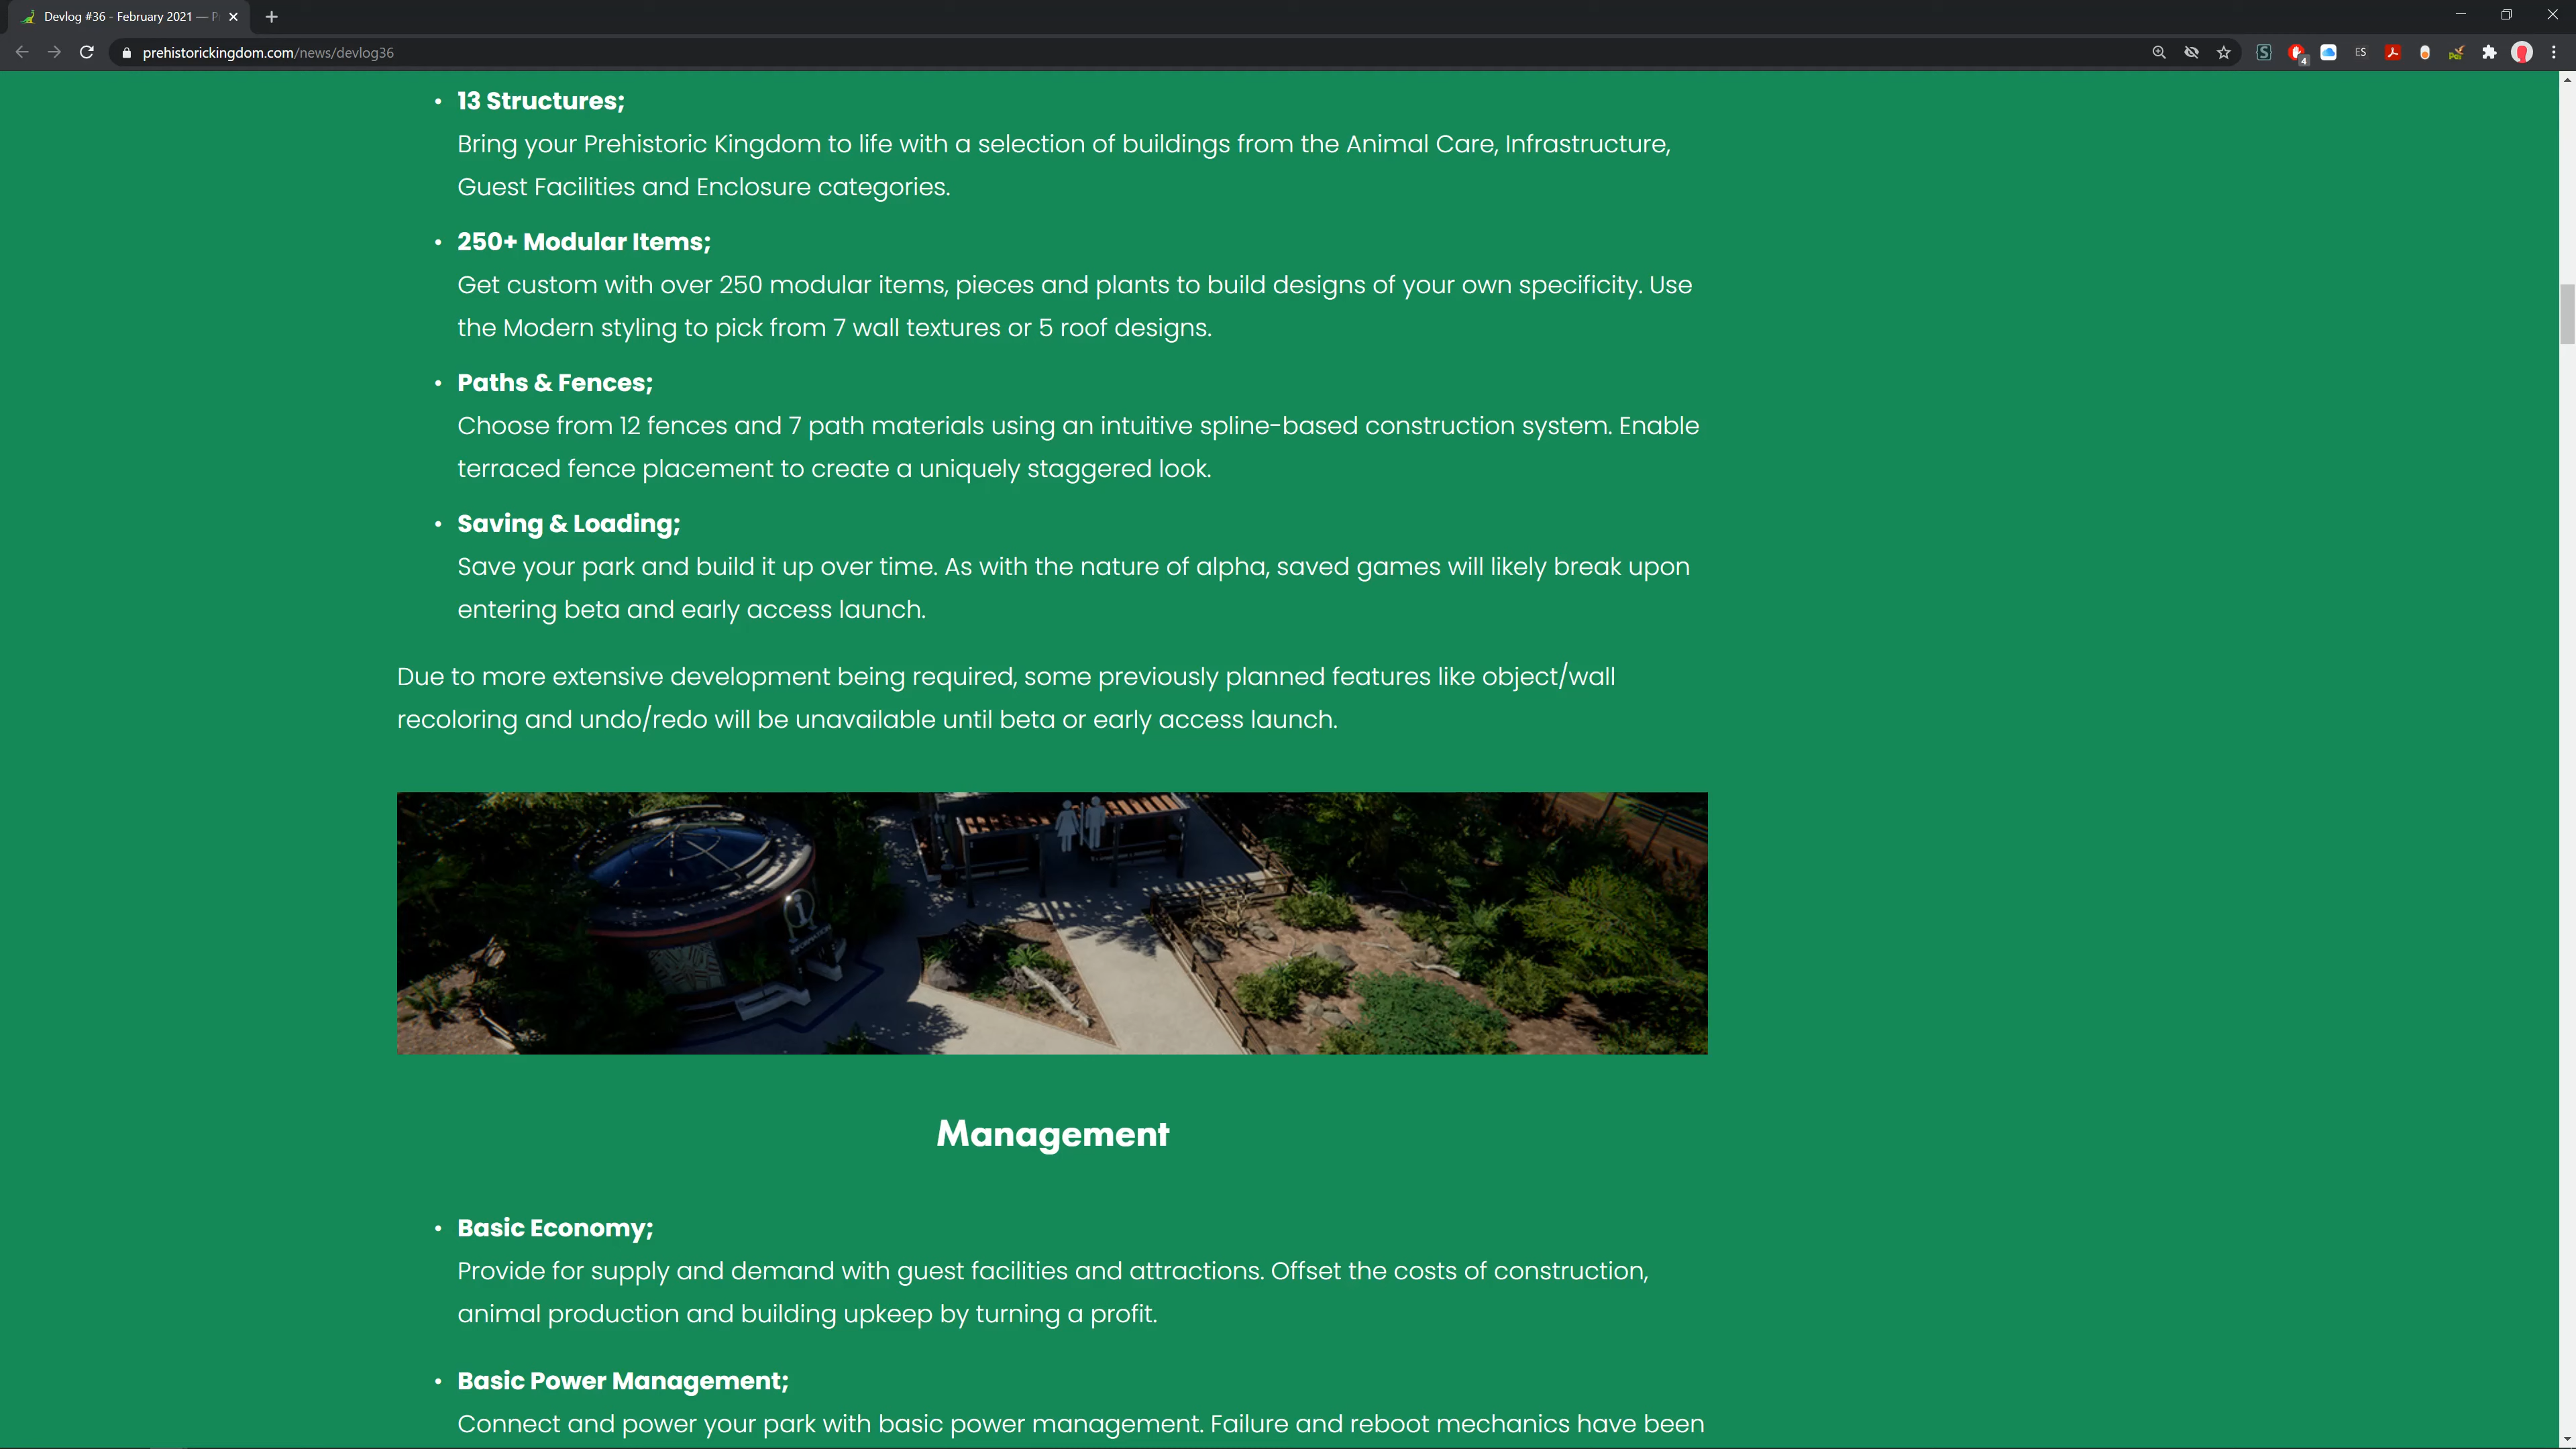 Devlog #36 - February 2021 — P
prehistorickingdom.com/news/devlog36
4
ES
• 13 Structures;
Bring your Prehistoric Kingdom to life with a selection of buildings from the Animal Care, Infrastructure,
Guest Facilities and Enclosure categories.
• 250+ Modular Items;
Get custom with over 250 modular items, pieces and plants to build designs of your own specificity. Use
the Modern styling to pick from 7 wall textures or 5 roof designs.
• Paths & Fences;
Choose from 12 fences and 7 path materials using an intuitive spline-based construction system. Enable
terraced fence placement to create a uniquely staggered look.
• Saving & Loading;
Save your park and build it up over time. As with the nature of alpha, saved games will likely break upon
entering beta and early access launch.
Due to more extensive development being required, some previously planned features like object/wall
recoloring and undo/redo will be unavailable until beta or early access launch.
INFORMATION
Management
• Basic Economy;
Provide for supply and demand with guest facilities and attractions. Offset the costs of construction,
animal production and building upkeep by turning a profit.
• Basic Power Management;
Connect and power your park with basic power management. Failure and reboot mechanics have been